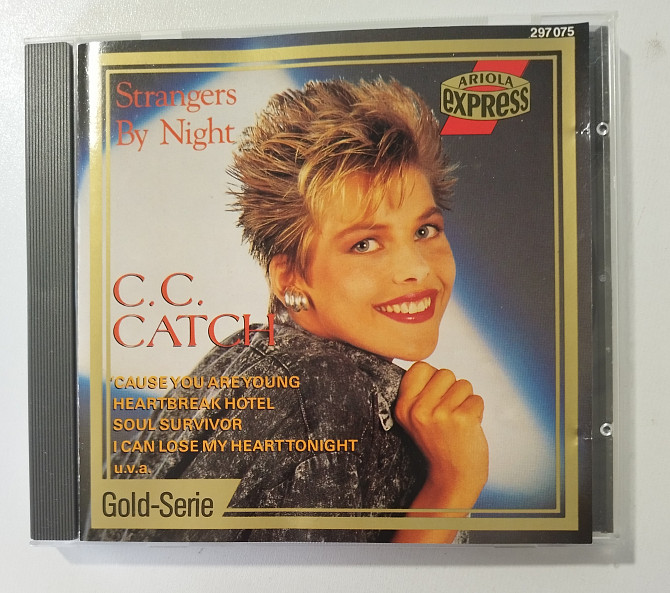 297 075
ARIOLA
EXPRESS
Strangers
By Night
C.C.
CATCH
'CAUSE YOU ARE YOUNG
HEARTBREAK HOTEL
SOUL SURVIVOR
I CAN LOSE MY HEART TONIGHT
u.v.a.
Gold-Serie